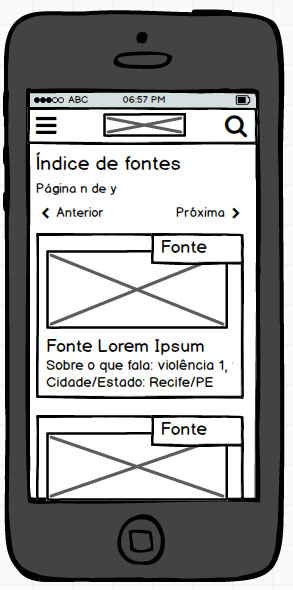 ABC 06:57 PM
Índice de fontes
Página n de y
Anterior Próxima
Fonte
Fonte Lorem Ipsum
Sobre o que fala: violência 1,
Cidade/Estado: Recife/PE
Fonte